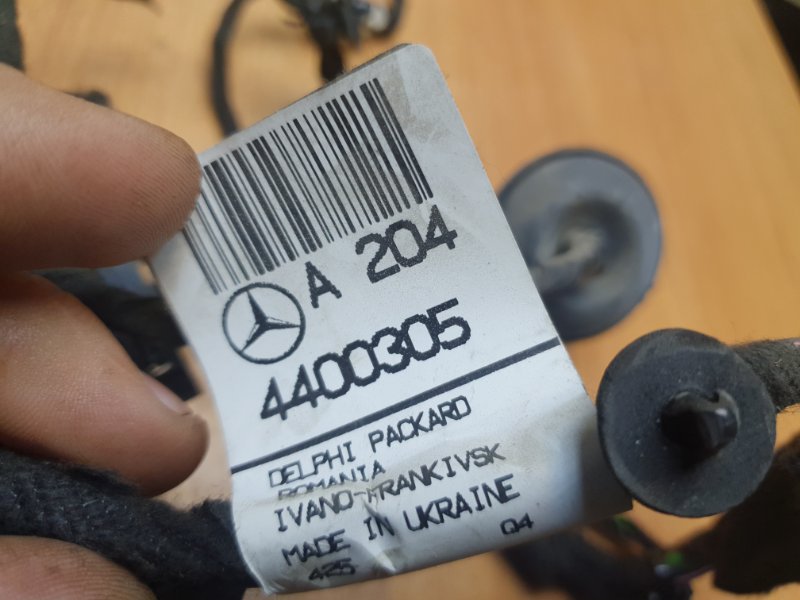 A 204
4400305
DELPHI PACKARD
ROMANIA
IVANO-FRANKIVSK
MADE IN UKRAINE
425 Q4